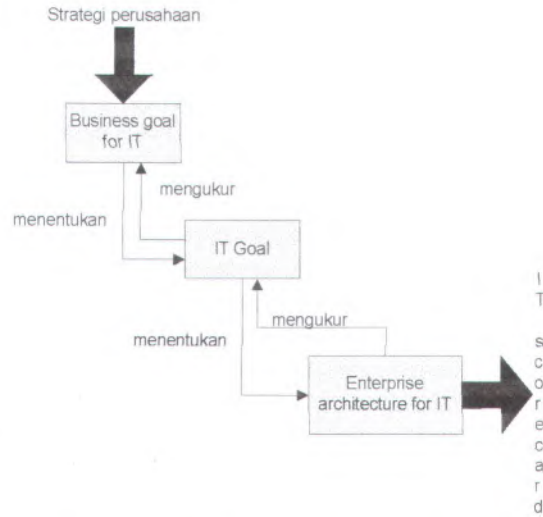 Strategi perusahaan
Business goal
for IT
mengukur
menentukan
IT Goal
mengukur
menentukan
Enterprise
architecture for IT
I
T
s
c
o
r
e
c
a
r
d